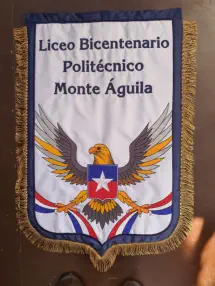 Liceo Bicentenario
Politécnico
Monte Águila